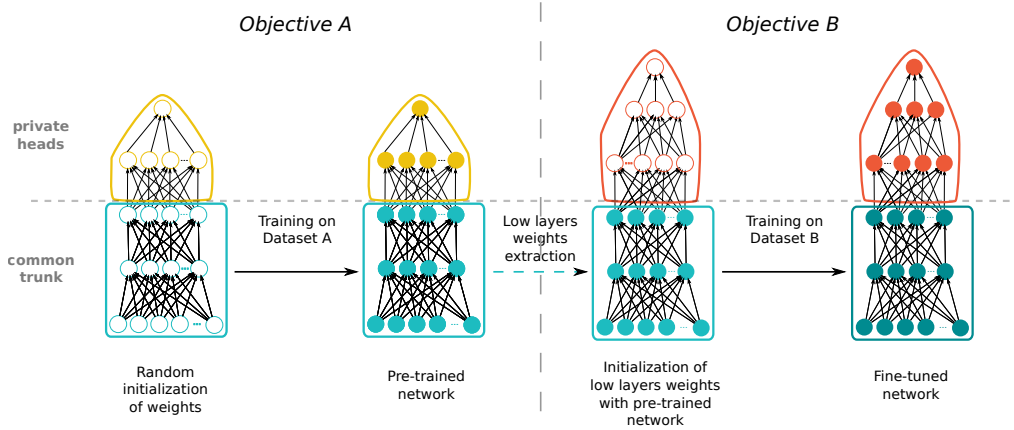 Objective A
Objective B
private
heads
common
trunk
Training on
Dataset A
Low layers
weights
extraction
Training on
Dataset B
Random
initialization
of weights
Pre-trained
network
Initialization of
low layers weights
with pre-trained
network
Fine-tuned
network